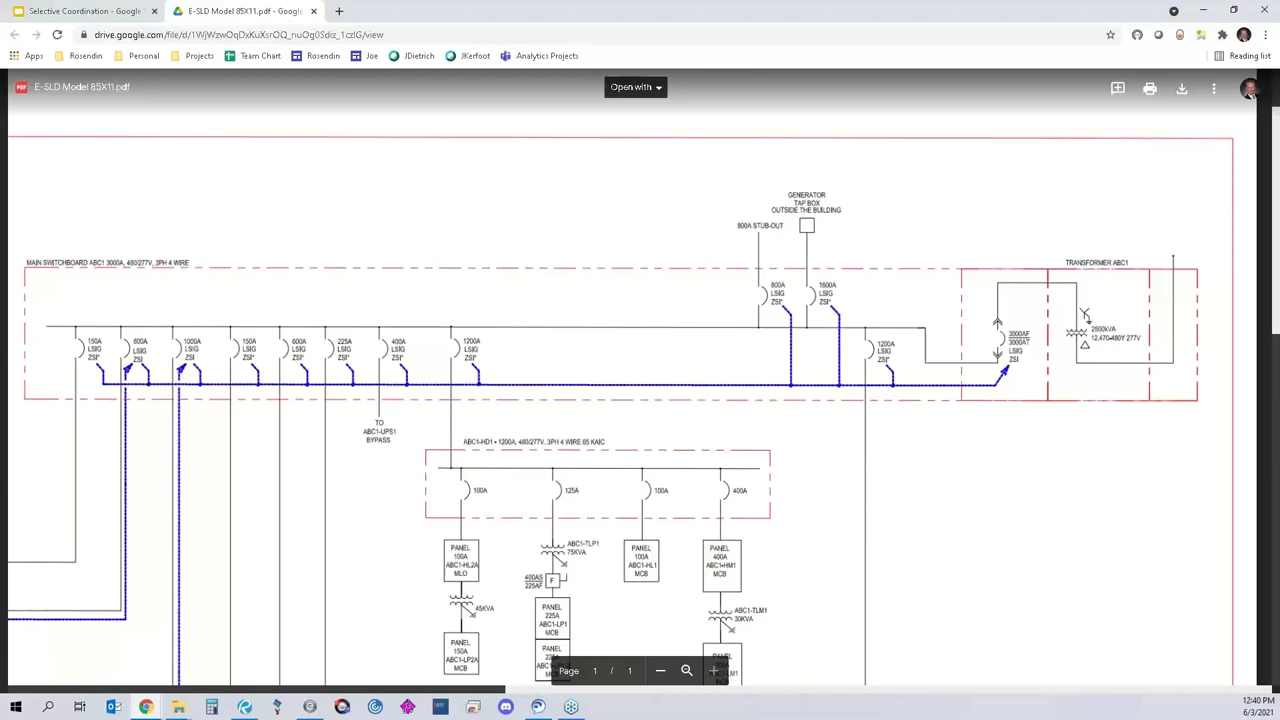 Selective Coordination - Google
E-SLD Model 85X11.pdf - Google
drive.google.com/file/d/1WjWzwOqDxKuXsrOQ_nuOg0Sdiz_1czlG/view
Apps
Rosendin
Personal
Projects
Team Chart
Rosendin
Joe
JDietrich
JKerfoot
Analytics Projects
Reading list
PDF
E-SLD Model 85X11.pdf
Open with
GENERATOR
TAP BOX
OUTSIDE THE BUILDING
800A STUB-OUT
MAIN SWITCHBOARD ABC1 3000A, 480/277V, 3PH 4 WIRE
TRANSFORMER ABC1
800A
LSIG
ZSI*
1600A
LSIG
ZSI*
150A
LSIG
ZSI*
800A
LSIG
ZSI
1000A
LSIG
ZSI
150A
LSIG
ZSI*
600A
LSIG
ZSI*
225A
LSIG
ZSI*
400A
LSIG
ZSI*
1200A
LSIG
ZSI*
1200A
LSIG
ZSI*
3000AF
3000AT
LSIG
ZSI
2500kVA
12,470-480Y 277V
TO
ABC1-UPS1
BYPASS
ABC1-HD1 - 1200A, 480/277V, 3PH 4 WIRE 65 KAIC
100A
125A
100A
400A
PANEL
100A
ABC1-HL2A
MLO
ABC1-TLP1
75KVA
400AS
225AF
F
PANEL
100A
ABC1-HL1
MCB
PANEL
400A
ABC1-HM1
MCB
45KVA
PANEL
225A
ABC1-LP1
MCB
ABC1-TLM1
30KVA
PANEL
150A
ABC1-LP2A
MCB
PANEL
PANEL
Page 1 / 1
12:40 PM
6/3/2021